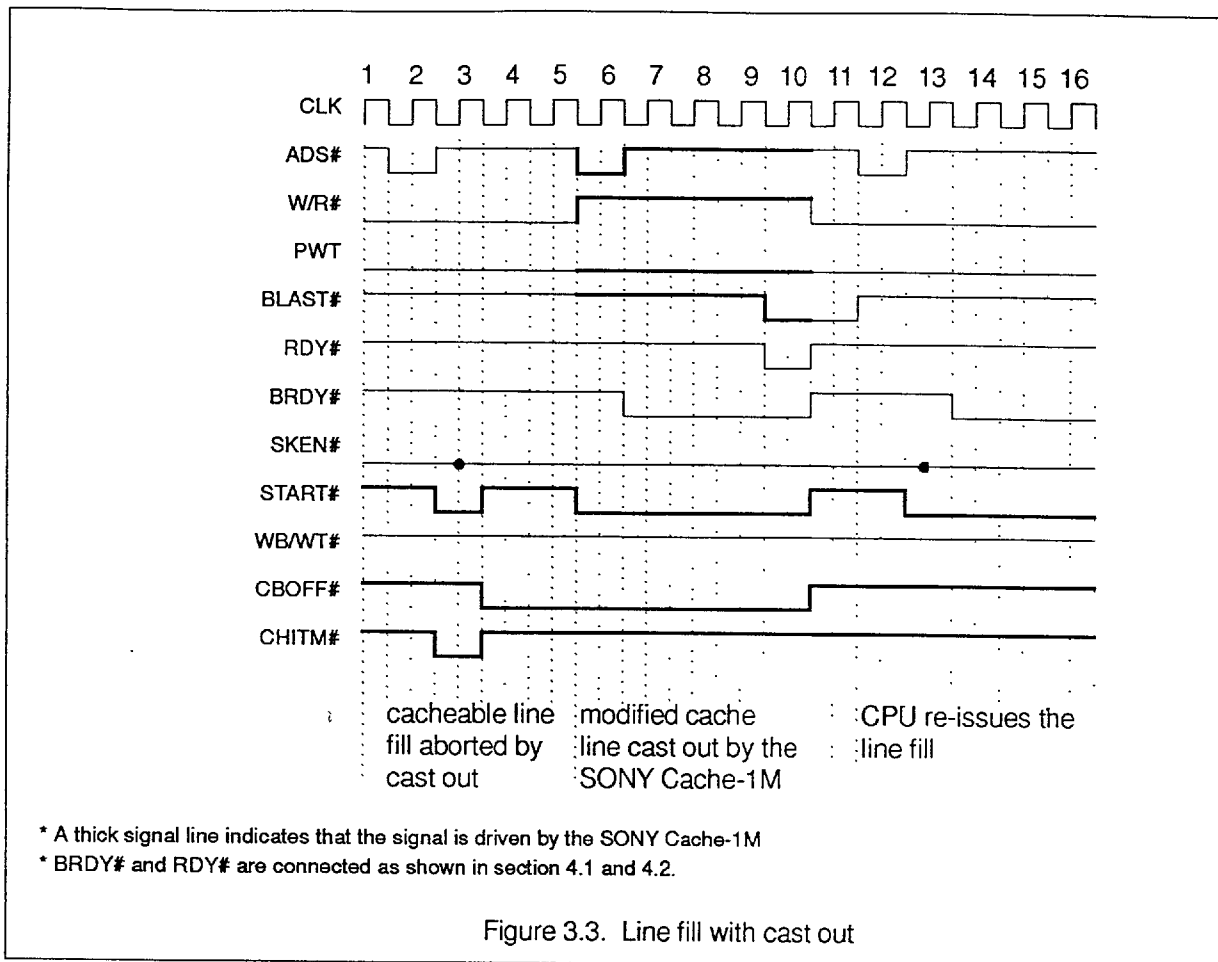 1 2 3 4 5 6 7 8 9 10 11 12 13 14 15 16
CLK
ADS#
W/R#
PWT
BLAST#
RDY#
BRDY#
SKEN#
START#
WB/WT#
CBOFF#
CHITM#
cacheable line
fill aborted by
cast out
modified cache
line cast out by the
SONY Cache-1M
CPU re-issues the
line fill
* A thick signal line indicates that the signal is driven by the SONY Cache-1M
* BRDY# and RDY# are connected as shown in section 4.1 and 4.2.
Figure 3.3. Line fill with cast out